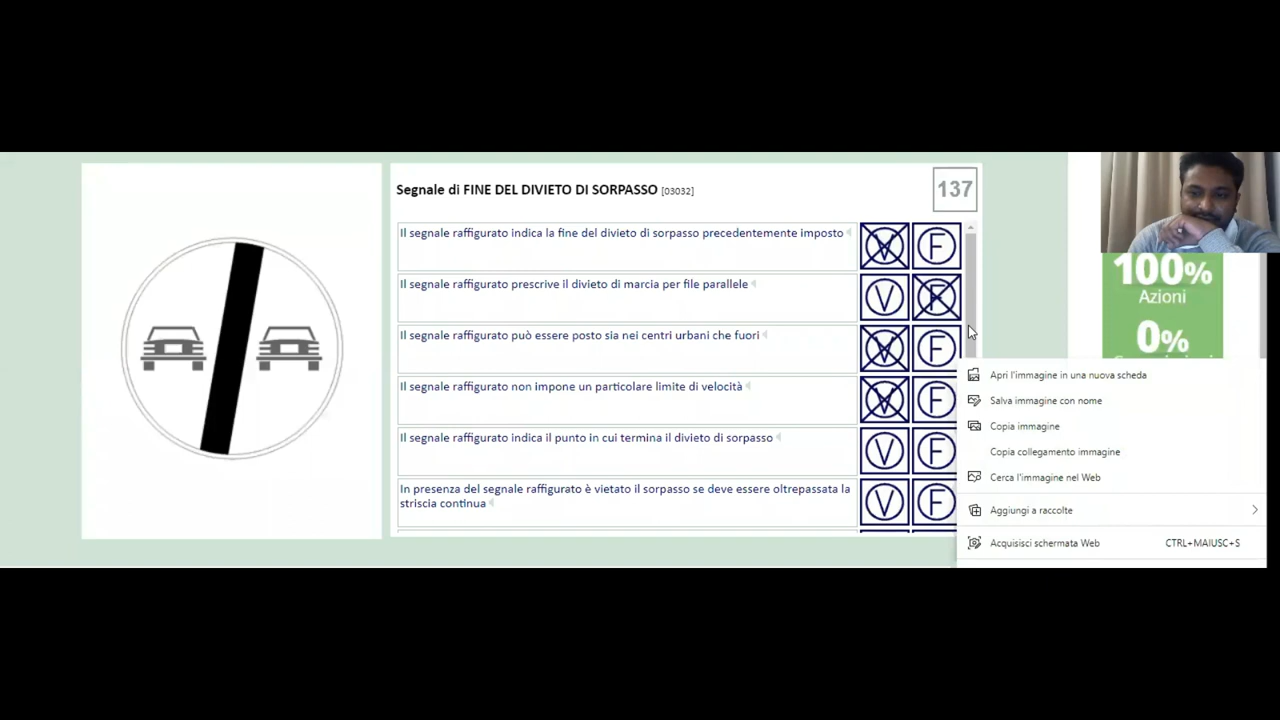 Segnale di FINE DEL DIVIETO DI SORPASSO [03032]
137
Il segnale raffigurato indica la fine del divieto di sorpasso precedentemente imposto
V F
Il segnale raffigurato prescrive il divieto di marcia per file parallele
V F
Il segnale raffigurato può essere posto sia nei centri urbani che fuori
V F
Il segnale raffigurato non impone un particolare limite di velocità
V F
Il segnale raffigurato indica il punto in cui termina il divieto di sorpasso
V F
In presenza del segnale raffigurato è vietato il sorpasso se deve essere oltrepassata la
striscia continua
V F
100%
Azioni
0%
Apri l'immagine in una nuova scheda
Salva immagine con nome
Copia immagine
Copia collegamento immagine
Cerca l'immagine nel Web
Aggiungi a raccolte
Acquisisci schermata Web CTRL+MAIUSC+S